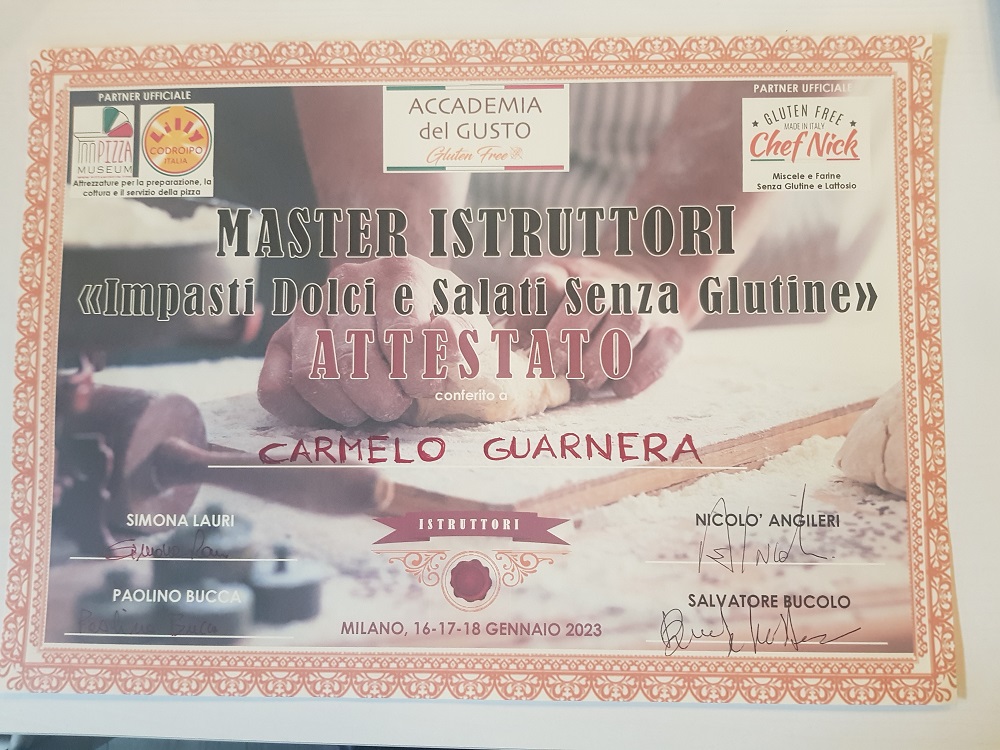 PARTNER UFFICIALE
PIZZA
MUSEUM
Lilly
CODROIPO
ITALIA
Attrezzature per la preparazione, la
cottura e il servizio della pizza
ACCADEMIA
del GUSTO
Gluten Free
PARTNER UFFICIALE
GLUTEN FREE
MADE IN ITALY
Chef Nick
Miscele e Farine
Senza Glutine e Lattosio
MASTER ISTRUTTORI
«Impasti Dolci e Salati Senza Glutine»
ATTESTATO
conferito a
CARMELO GUARNERA
SIMONA LAURI
PAOLINO BUCCA
ISTRUTTORI
MILANO, 16-17-18 GENNAIO 2023
NICOLO' ANGILERI
SALVATORE BUCOLO